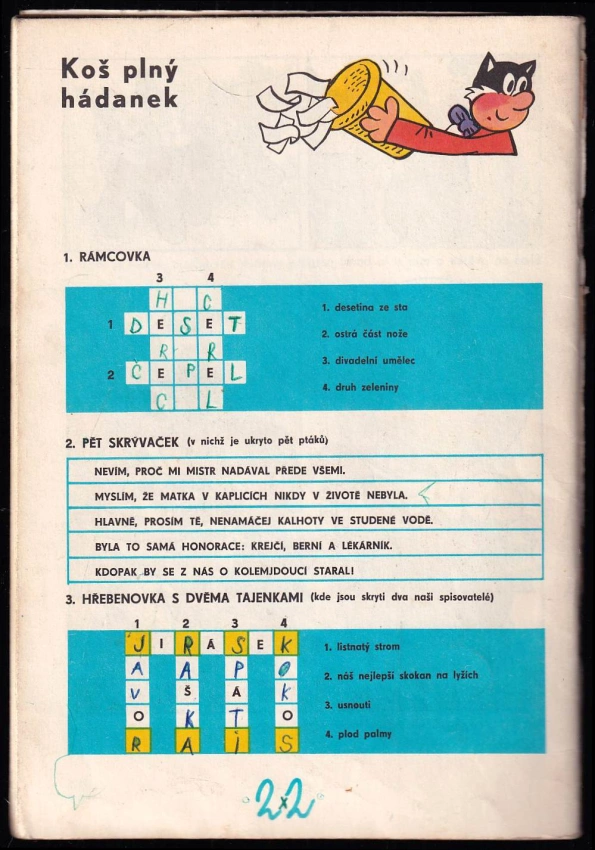 Koš plný
hádanek
1. RÁMCOVKA
3 4
H C
1 D E S E T
R R
2 Č E P E L
C L
1. desetina ze sta
2. ostrá část nože
3. divadelní umělec
4. druh zeleniny
2. PĚT SKRÝVAČEK (v nichž je ukryto pět ptáků)
NEVÍM, PROČ MI MISTR NADÁVAL PŘEDE VŠEMI.
MYSLÍM, ŽE MATKA V KAPLICÍCH NIKDY V ŽIVOTĚ NEBYLA.
HLAVNĚ, PROSÍM TĚ, NENAMÁČEJ KALHOTY VE STUDENÉ VODĚ.
BYLA TO SAMÁ HONORACE: KREJČÍ, BERNÍ A LÉKÁRNÍK.
KDOPAK BY SE Z NÁS O KOLEMJDOUCÍ STARAL!
3. HŘEBENOVKA S DVĚMA TAJENKAMI (kde jsou skryti dva naši spisovatelé)
1 2 3 4
J I R Á S E K
A A P O
V Š Á K
O K T O
R A I S
1. listnatý strom
2. náš nejlepší skokan na lyžích
3. usnouti
4. plod palmy
22